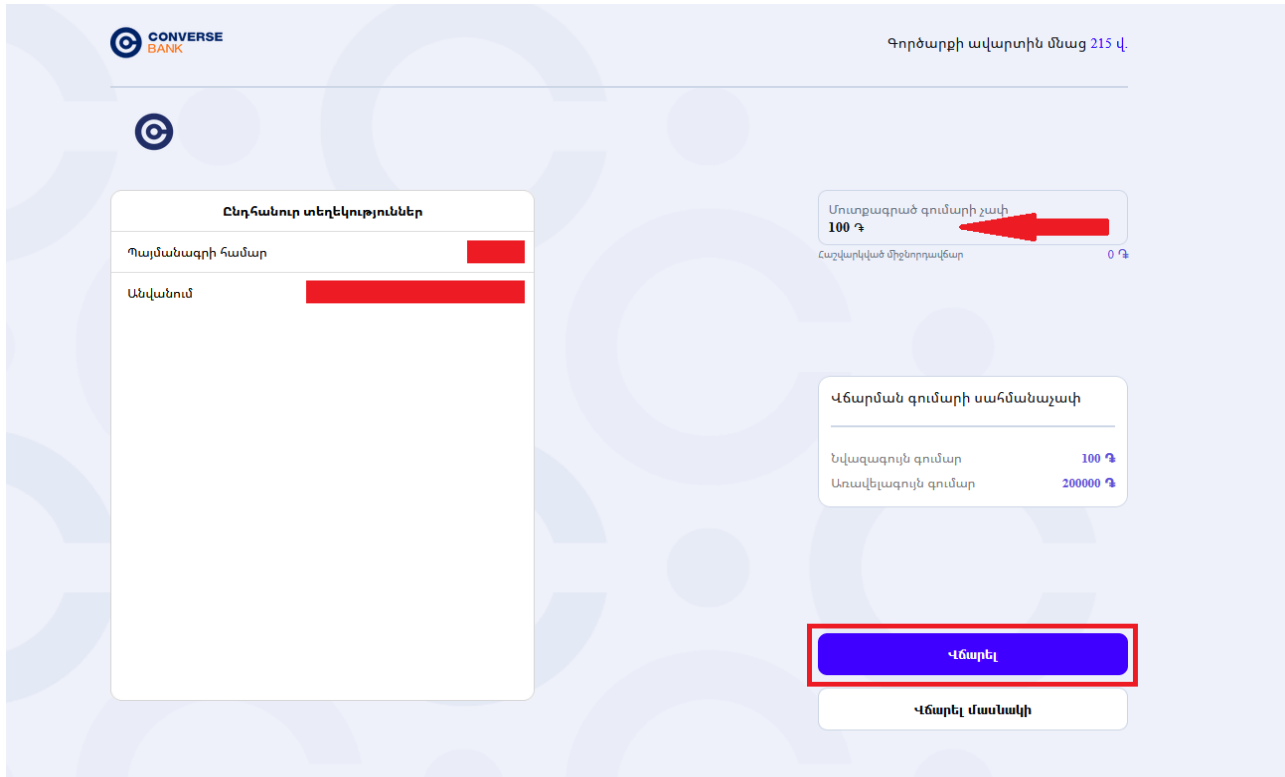 CONVERSE
BANK
Գործարքի ավարտին մնաց 215 վ.
Ընդհանուր տեղեկություններ
Պայմանագրի համար
Անվանում
Մուտքագրած գումարի չափ
100 ֏
Հաշվարկված միջնորդավճար 0 ֏
Վճարման գումարի սահմանաչափ
Նվազագույն գումար 100 ֏
Առավելագույն գումար 200000 ֏
Վճարել
Վճարել մասնակի